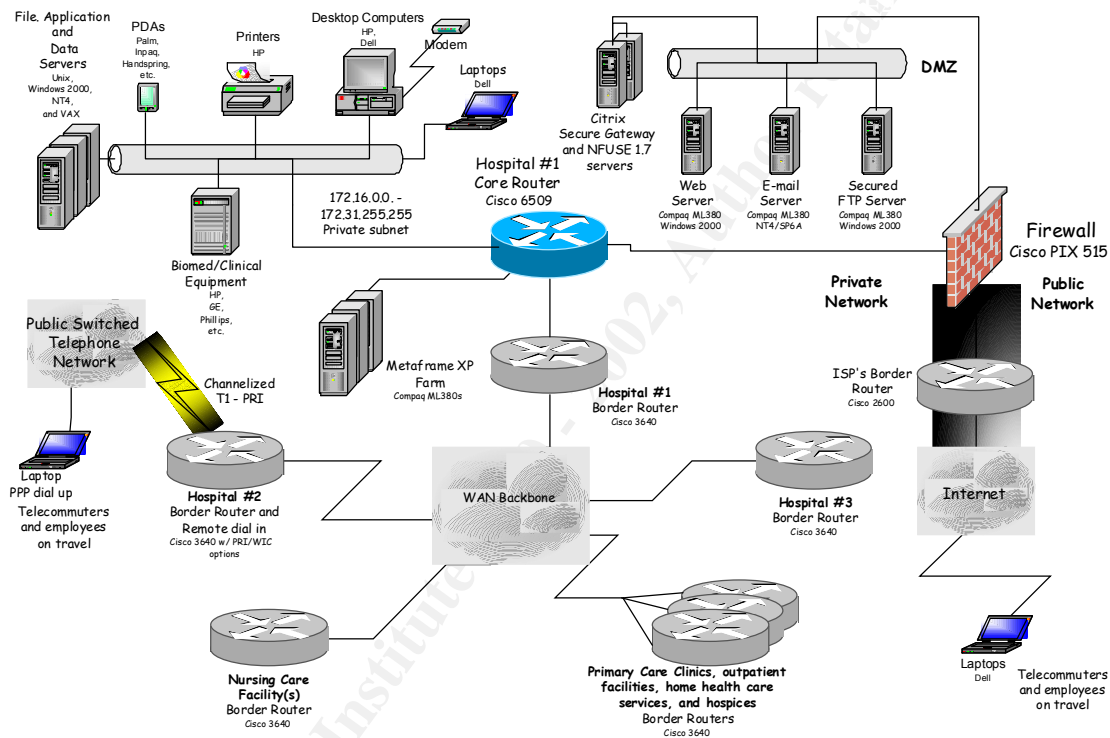 File. Application
and
Data
Servers
Unix,
Windows 2000,
NT4,
and VAX
PDAs
Palm,
Inpaq,
Handspring,
etc.
Printers
HP
Desktop Computers
HP,
Dell
Modem
Laptops
Dell
172.16.0.0. -
172.31.255.255
Private subnet
Biomed/Clinical
Equipment
HP,
GE,
Phillips,
etc.
Hospital #1
Core Router
Cisco 6509
Citrix
Secure Gateway
and NFUSE 1.7
servers
DMZ
Web
Server
Compaq ML380
Windows 2000
E-mail
Server
Compaq ML380
NT4/SP6A
Secured
FTP Server
Compaq ML380
Windows 2000
Firewall
Cisco PIX 515
Private
Network
Public
Network
Public Switched
Telephone
Network
Channelized
T1 - PRI
Metaframe XP
Farm
Compaq ML380s
Hospital #1
Border Router
Cisco 3640
ISP's Border
Router
Cisco 2600
Laptop
PPP dial up
Telecommuters
and employees
on travel
Hospital #2
Border Router and
Remote dial in
Cisco 3640 w/ PRI/WIC
options
WAN Backbone
Hospital #3
Border Router
Cisco 3640
Internet
Nursing Care
Facility(s)
Border Router
Cisco 3640
Primary Care Clinics, outpatient
facilities, home health care
services, and hospices
Border Routers
Cisco 3640
Laptops
Dell
Telecommuters
and employees
on travel
Institute
2002, Author retain